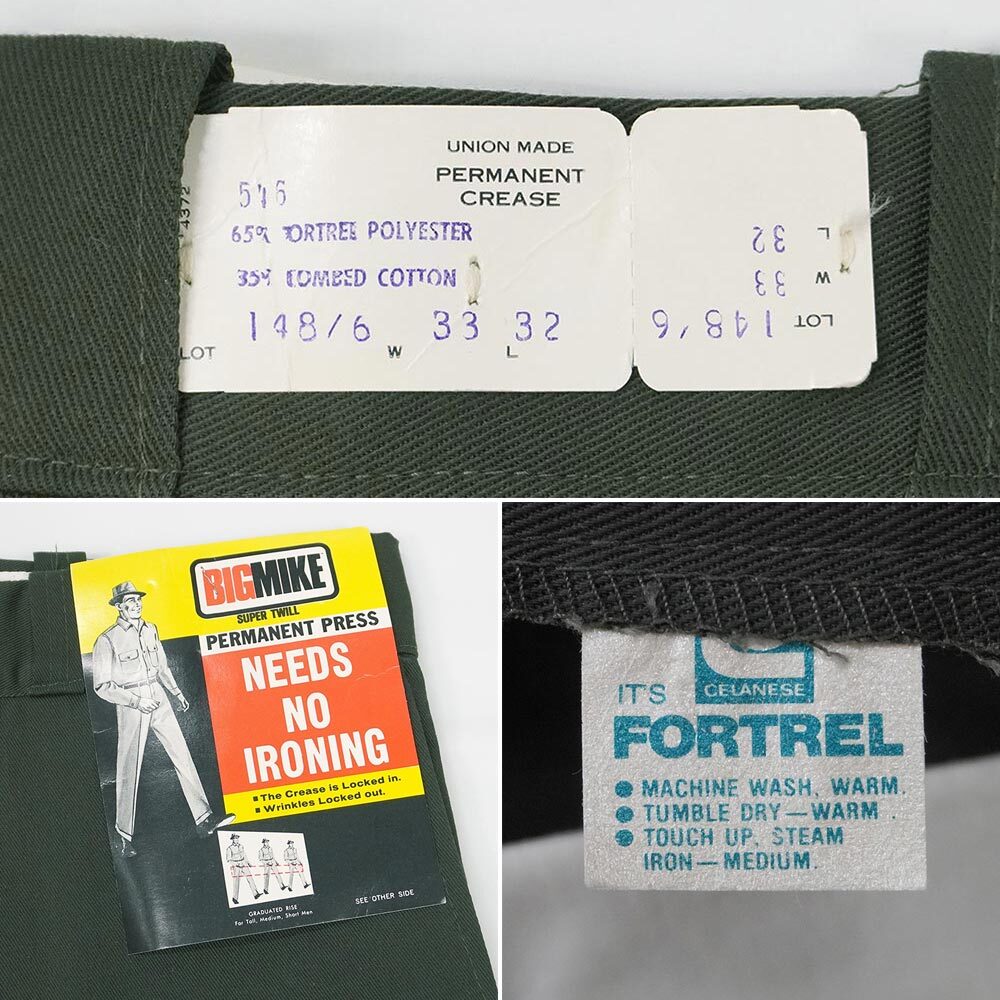 UNION MADE
PERMANENT
CREASE
546
4372
65% FORTREL POLYESTER
35% COMBED COTTON
148/6 33 32
LOT W L
L 32
W 33
LOT 148/6
BIGMIKE
SUPER TWILL
PERMANENT PRESS
NEEDS
NO
IRONING
▪ The Crease is Locked in.
▪ Wrinkles Locked out.
GRADUATED RISE
For Tall, Medium, Short Men
SEE OTHER SIDE
CELANESE
IT'S
FORTREL
● MACHINE WASH, WARM.
● TUMBLE DRY—WARM.
● TOUCH UP, STEAM
IRON—MEDIUM.